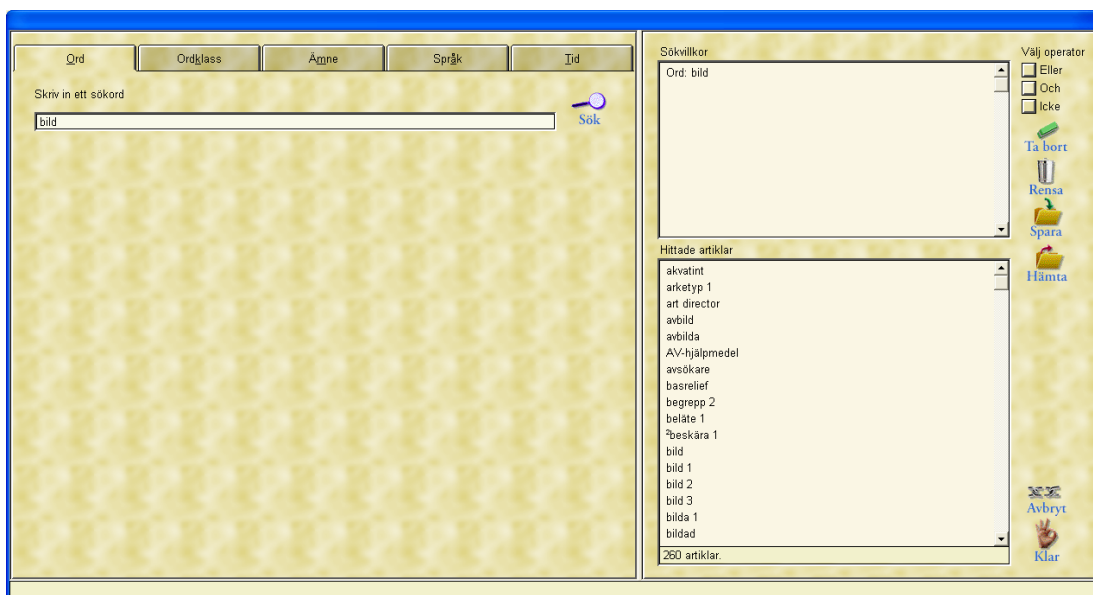 Ord
Ordklass
Ämne
Språk
Tid
Skriv in ett sökord
bild
Sök
Sökvillkor
Ord: bild
Välj operator
Eller
Och
Icke
Ta bort
Rensa
Spara
Hämta
Hittade artiklar
akvatint
arketyp 1
art director
avbild
avbilda
AV-hjälpmedel
avsökare
basrelief
begrepp 2
beläte 1
²beskära 1
bild
bild 1
bild 2
bild 3
bilda 1
bildad
260 artiklar.
Avbryt
Klar